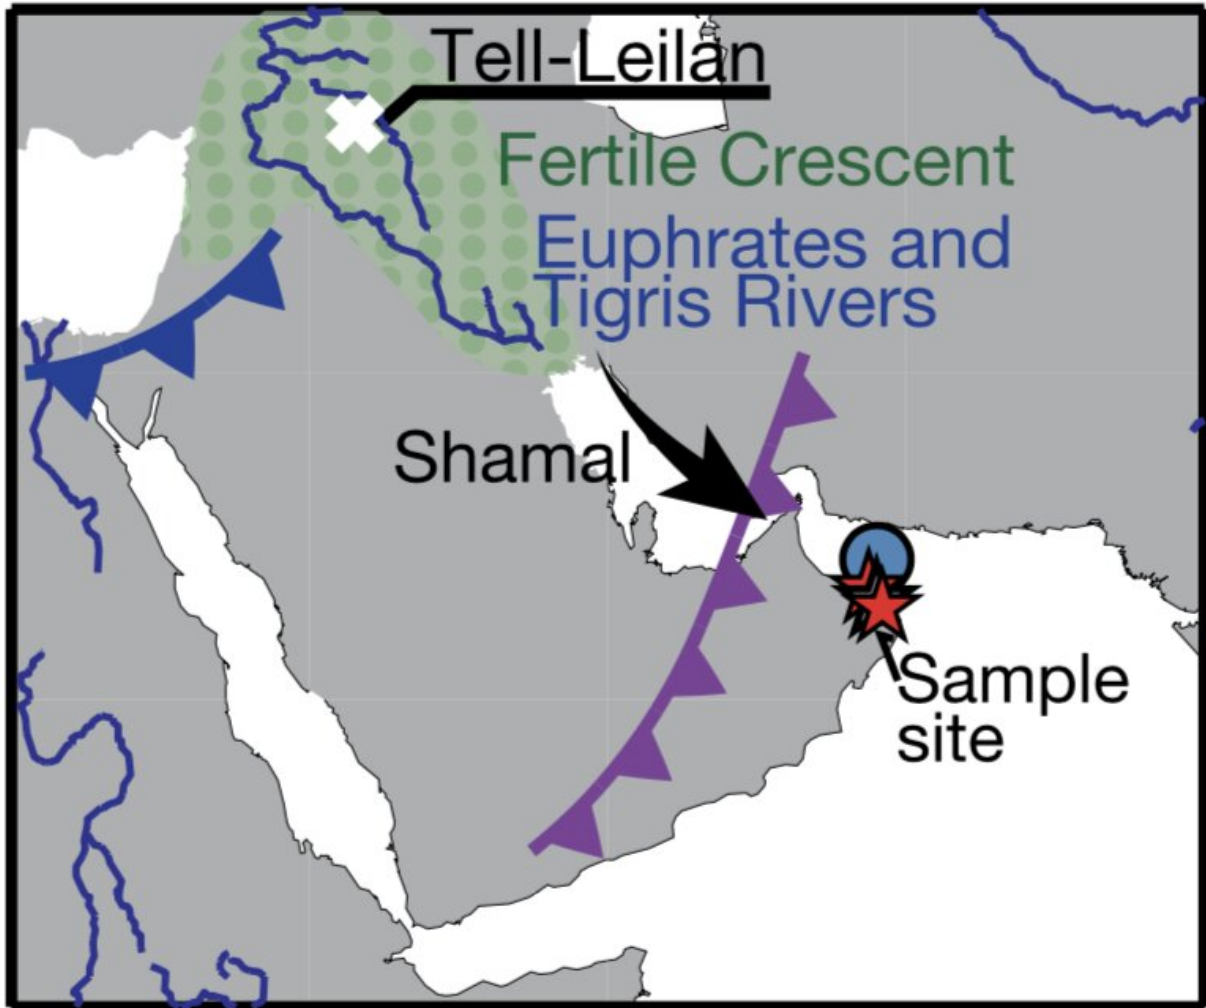 Tell-Leilan
Fertile Crescent
Euphrates and
Tigris Rivers
Shamal
Sample
site